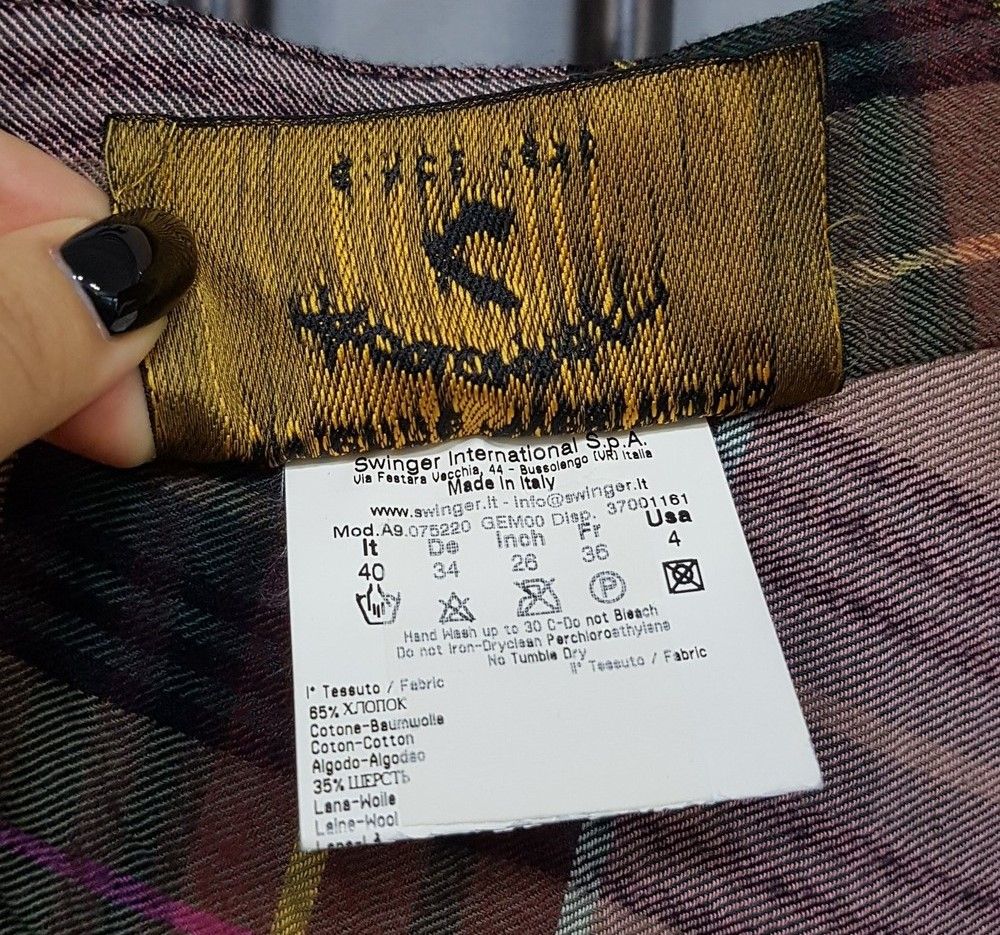 Swinger International S.p.A.
Via Festara Vecchia, 44 - Bussolengo (VR) Italia
Made in Italy
www.swinger.it - info@swinger.it
Mod.A9.075220 GEM00 Disp. 37001161
It De Inch Fr Usa
40 34 26 36 4
P
Hand Wash up to 30 C-Do not Bleach
Do not Iron-Dryclean Perchloroethylene
No Tumble Dry
I° Tessuto / Fabric
II° Tessuto / Fabric
65% ХЛОПОК
Cotone-Baumwolle
Coton-Cotton
Algodo-Algodao
35% ШЕРСТЬ
Lana-Wolle
Laine-Wool